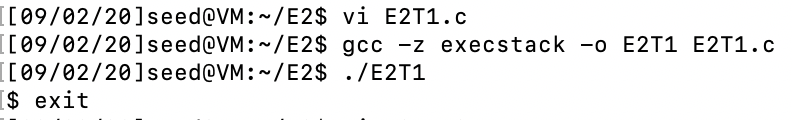 [[09/02/20]seed@VM:~/E2$ vi E2T1.c
[[09/02/20]seed@VM:~/E2$ gcc -z execstack -o E2T1 E2T1.c
[[09/02/20]seed@VM:~/E2$ ./E2T1
[$ exit